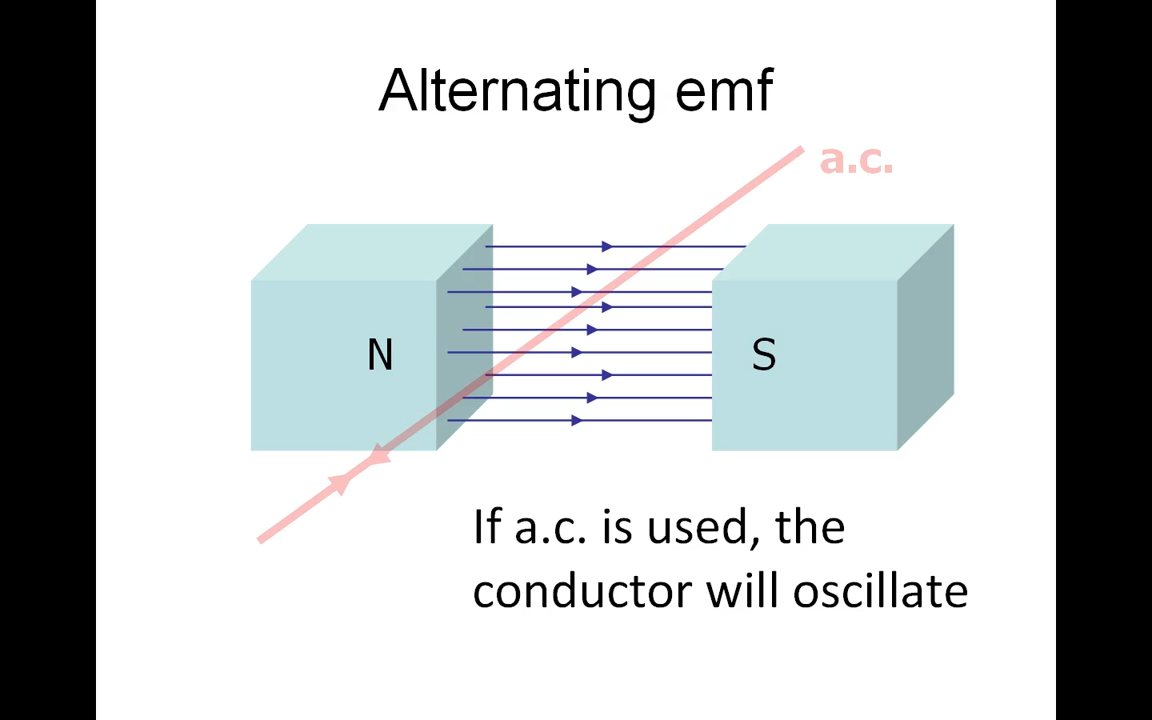 Alternating emf
a.c.
N
S
If a.c. is used, the
conductor will oscillate